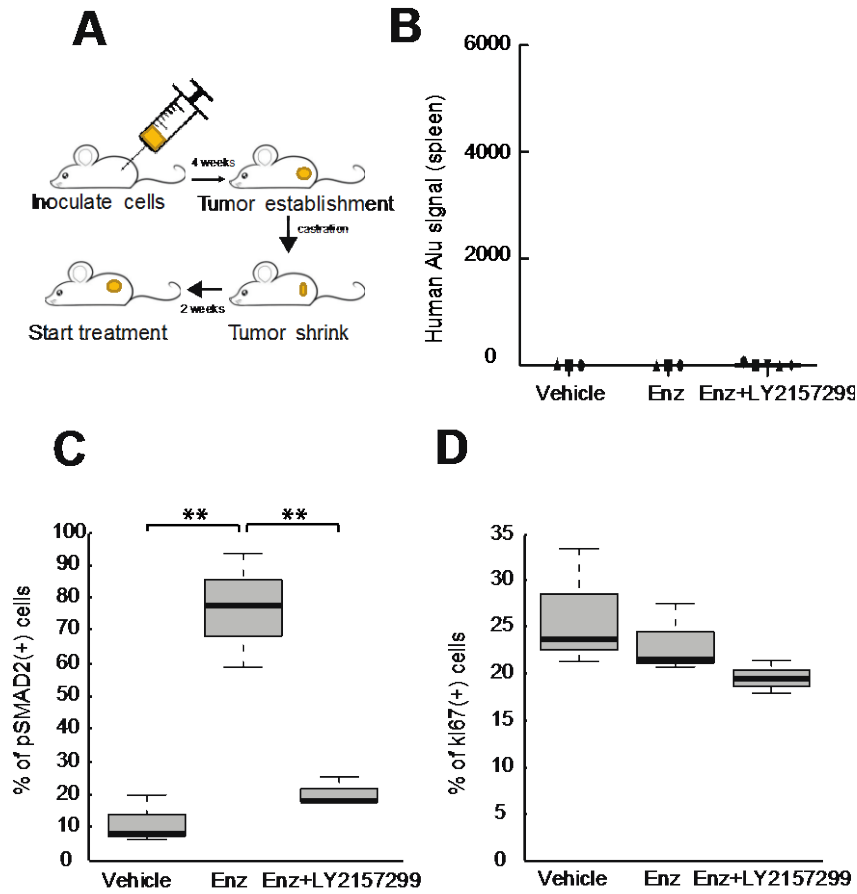 A
4 weeks
Inoculate cells
Tumor establishment
castration
2 weeks
Start treatment
Tumor shrink
B
Human Alu signal (spleen)
6000
4000
2000
0
Vehicle
Enz
Enz+LY2157299
C
% of pSMAD2(+) cells
100
90
80
70
60
50
40
30
20
10
0
** **
Vehicle
Enz
Enz+LY2157299
D
% of kI67(+) cells
35
30
25
20
15
10
5
0
Vehicle
Enz
Enz+LY2157299